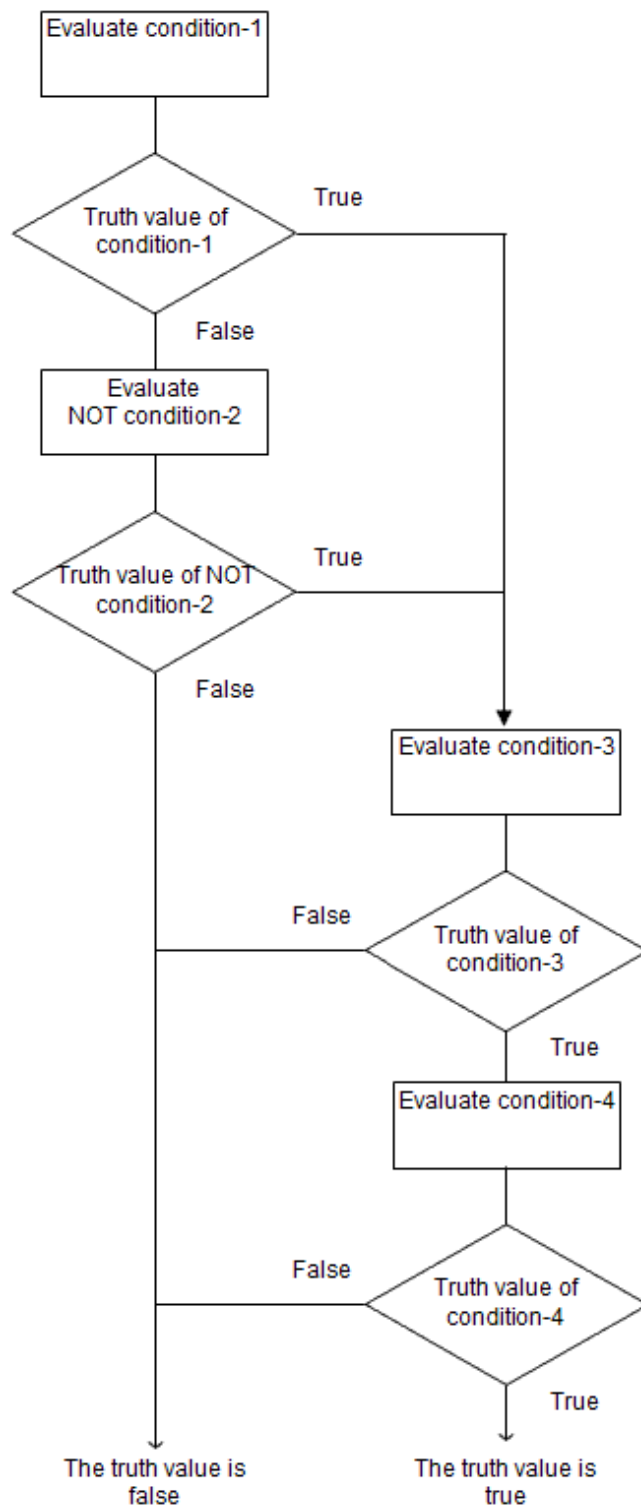 Evaluate condition-1
True
Truth value of
condition-1
False
Evaluate
NOT condition-2
True
Truth value of NOT
condition-2
False
Evaluate condition-3
False
Truth value of
condition-3
True
Evaluate condition-4
False
Truth value of
condition-4
True
The truth value is
false
The truth value is
true